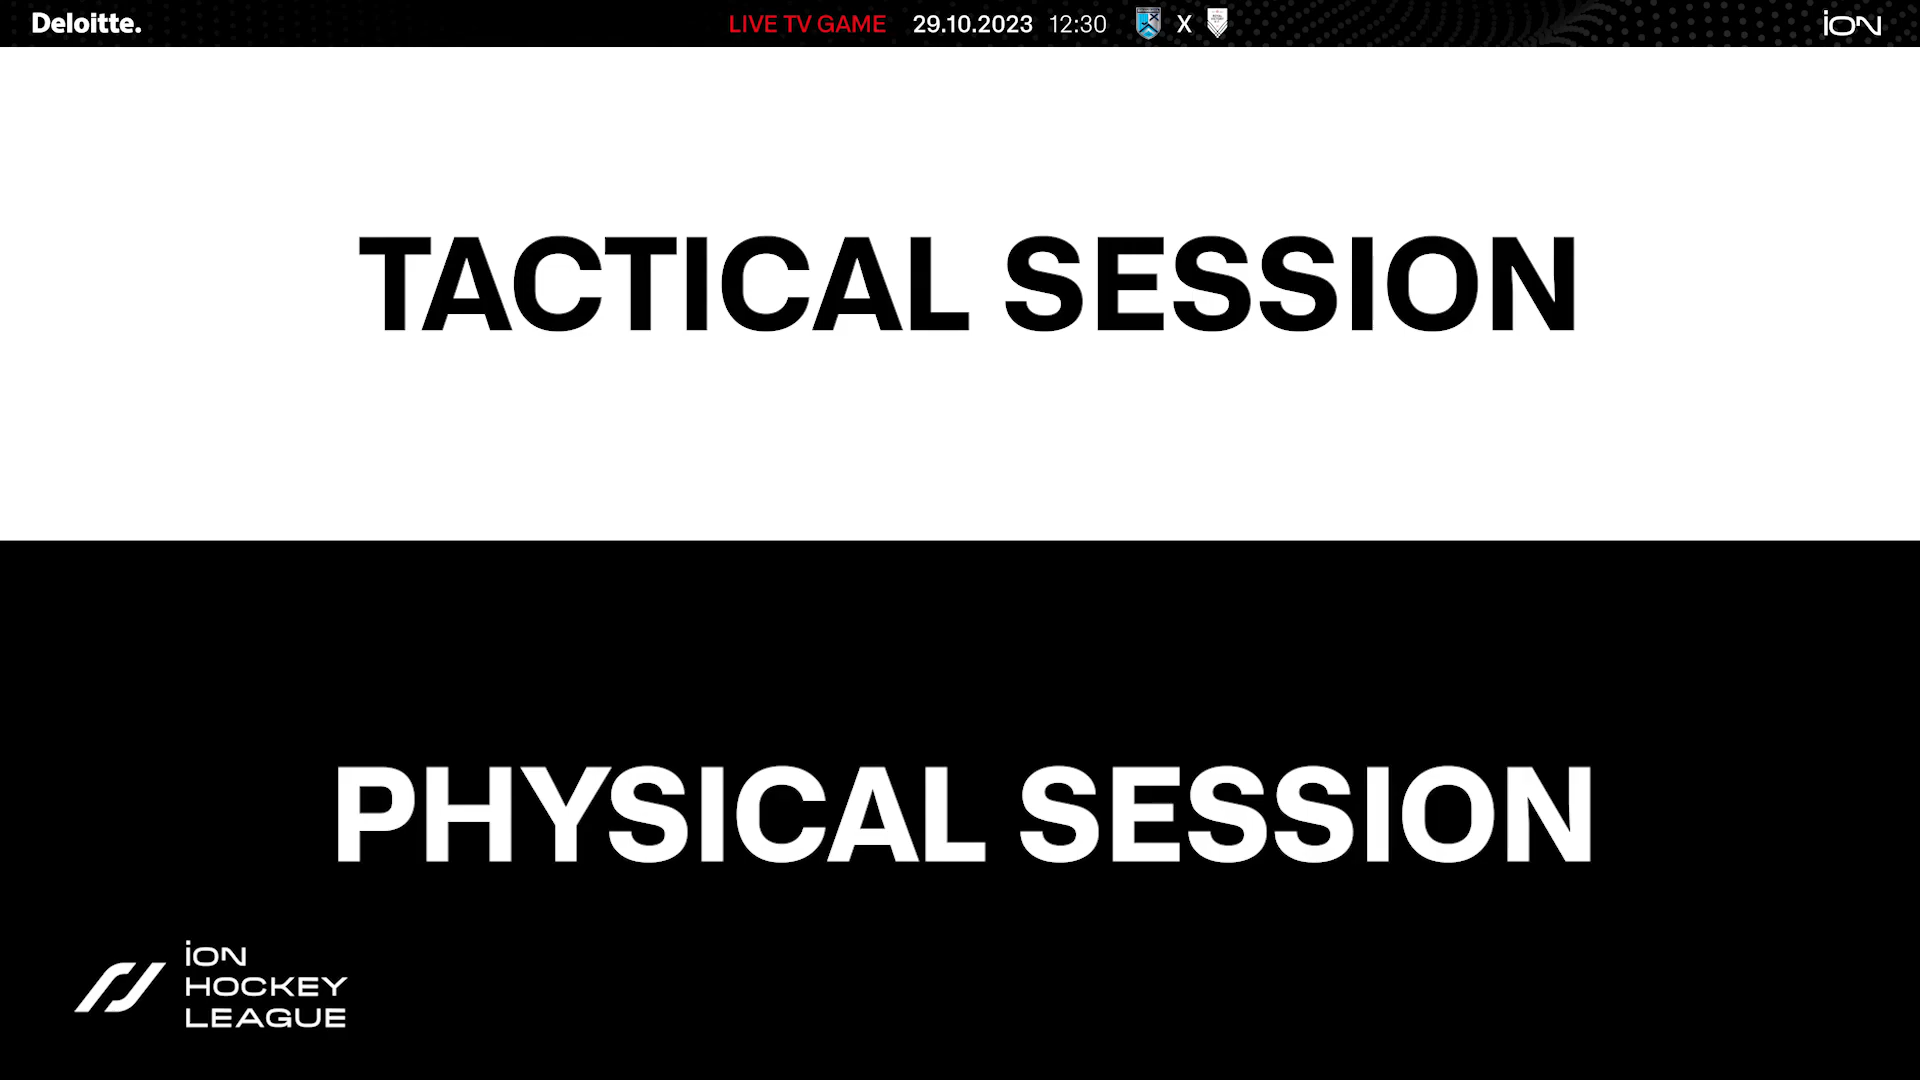 Deloitte.
LIVE TV GAME 29.10.2023 12:30 X
iON
TACTICAL SESSION
PHYSICAL SESSION
iON
HOCKEY
LEAGUE